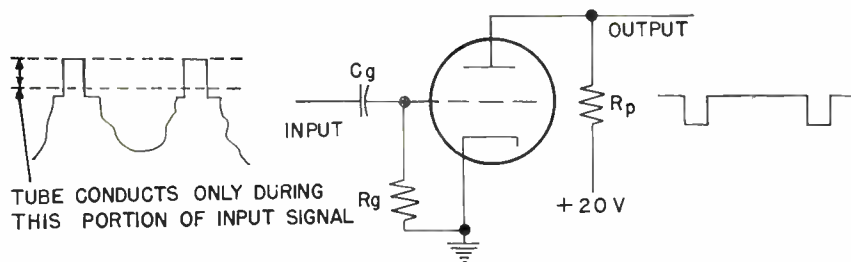 OUTPUT
Cg
Rp
INPUT
TUBE CONDUCTS ONLY DURING
THIS PORTION OF INPUT SIGNAL
Rg
+20V